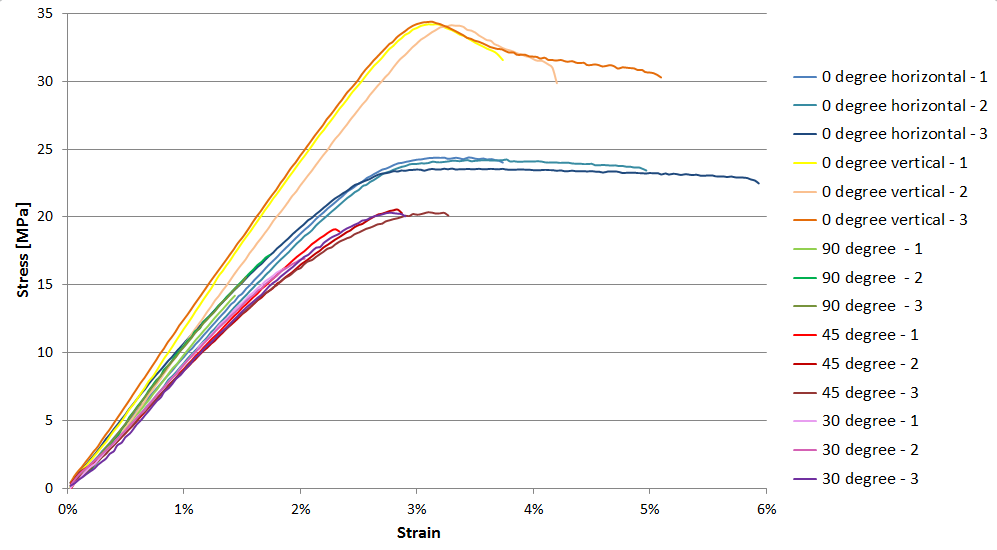 35
30
25
20
15
10
5
0
Stress [MPa]
0% 1% 2% 3% 4% 5% 6%
Strain
0 degree horizontal - 1
0 degree horizontal - 2
0 degree horizontal - 3
0 degree vertical - 1
0 degree vertical - 2
0 degree vertical - 3
90 degree - 1
90 degree - 2
90 degree - 3
45 degree - 1
45 degree - 2
45 degree - 3
30 degree - 1
30 degree - 2
30 degree - 3